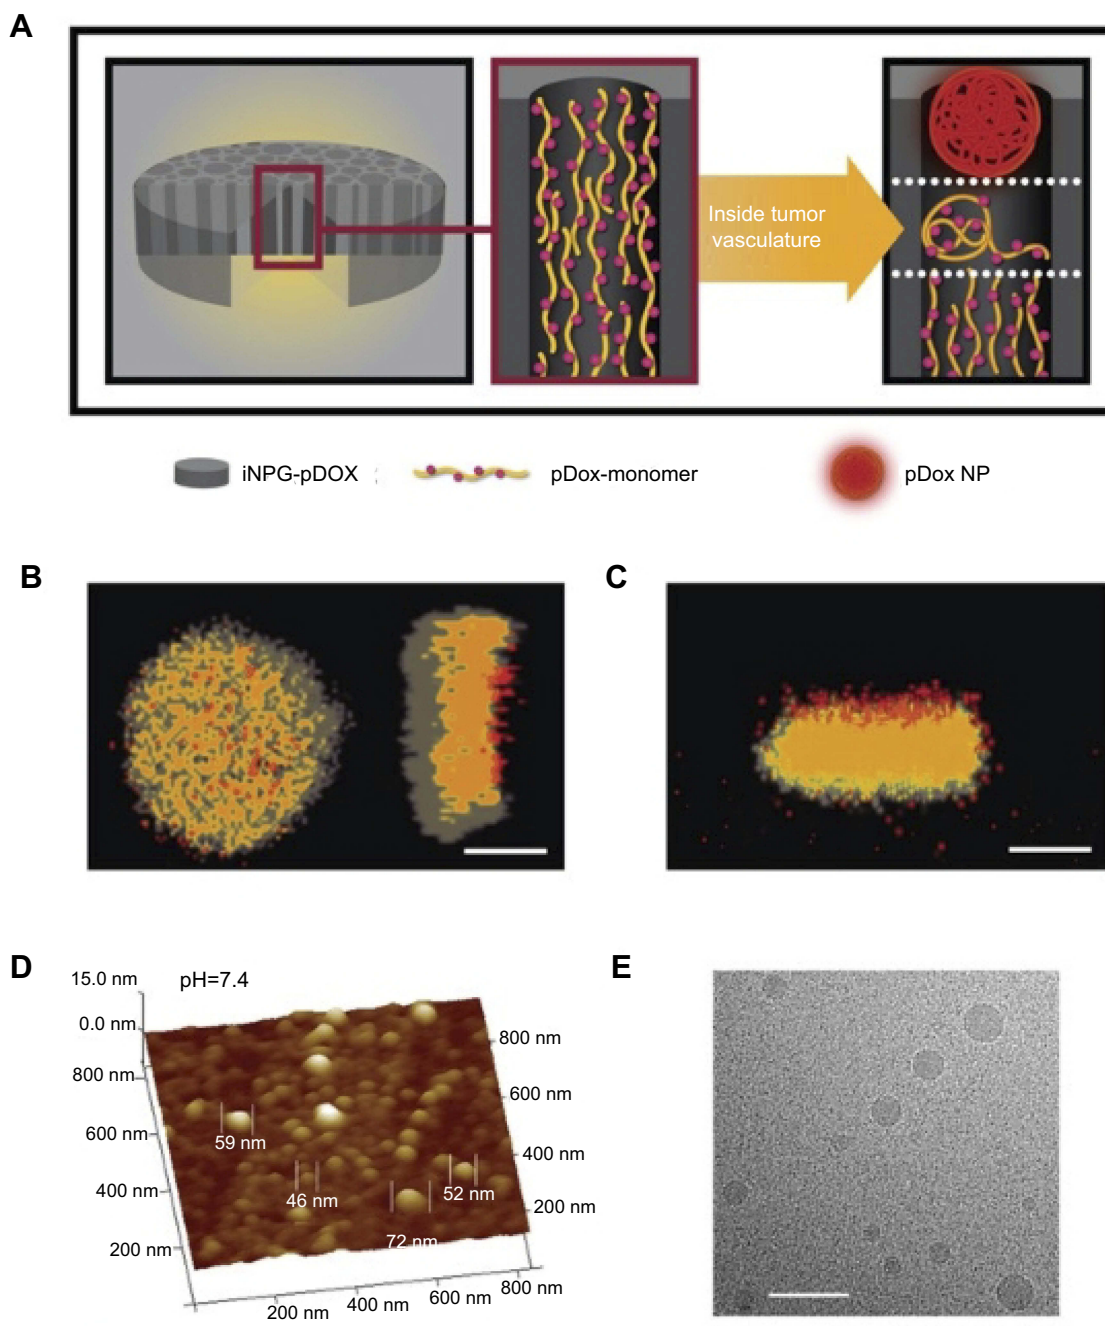 A
Inside tumor
vasculature
iNPG-pDOX
pDox-monomer
pDox NP
B
C
D
pH=7.4
15.0 nm
0.0 nm
800 nm
600 nm
400 nm
200 nm
59 nm
46 nm
52 nm
72 nm
800 nm
600 nm
400 nm
200 nm
200 nm
400 nm
600 nm
800 nm
E